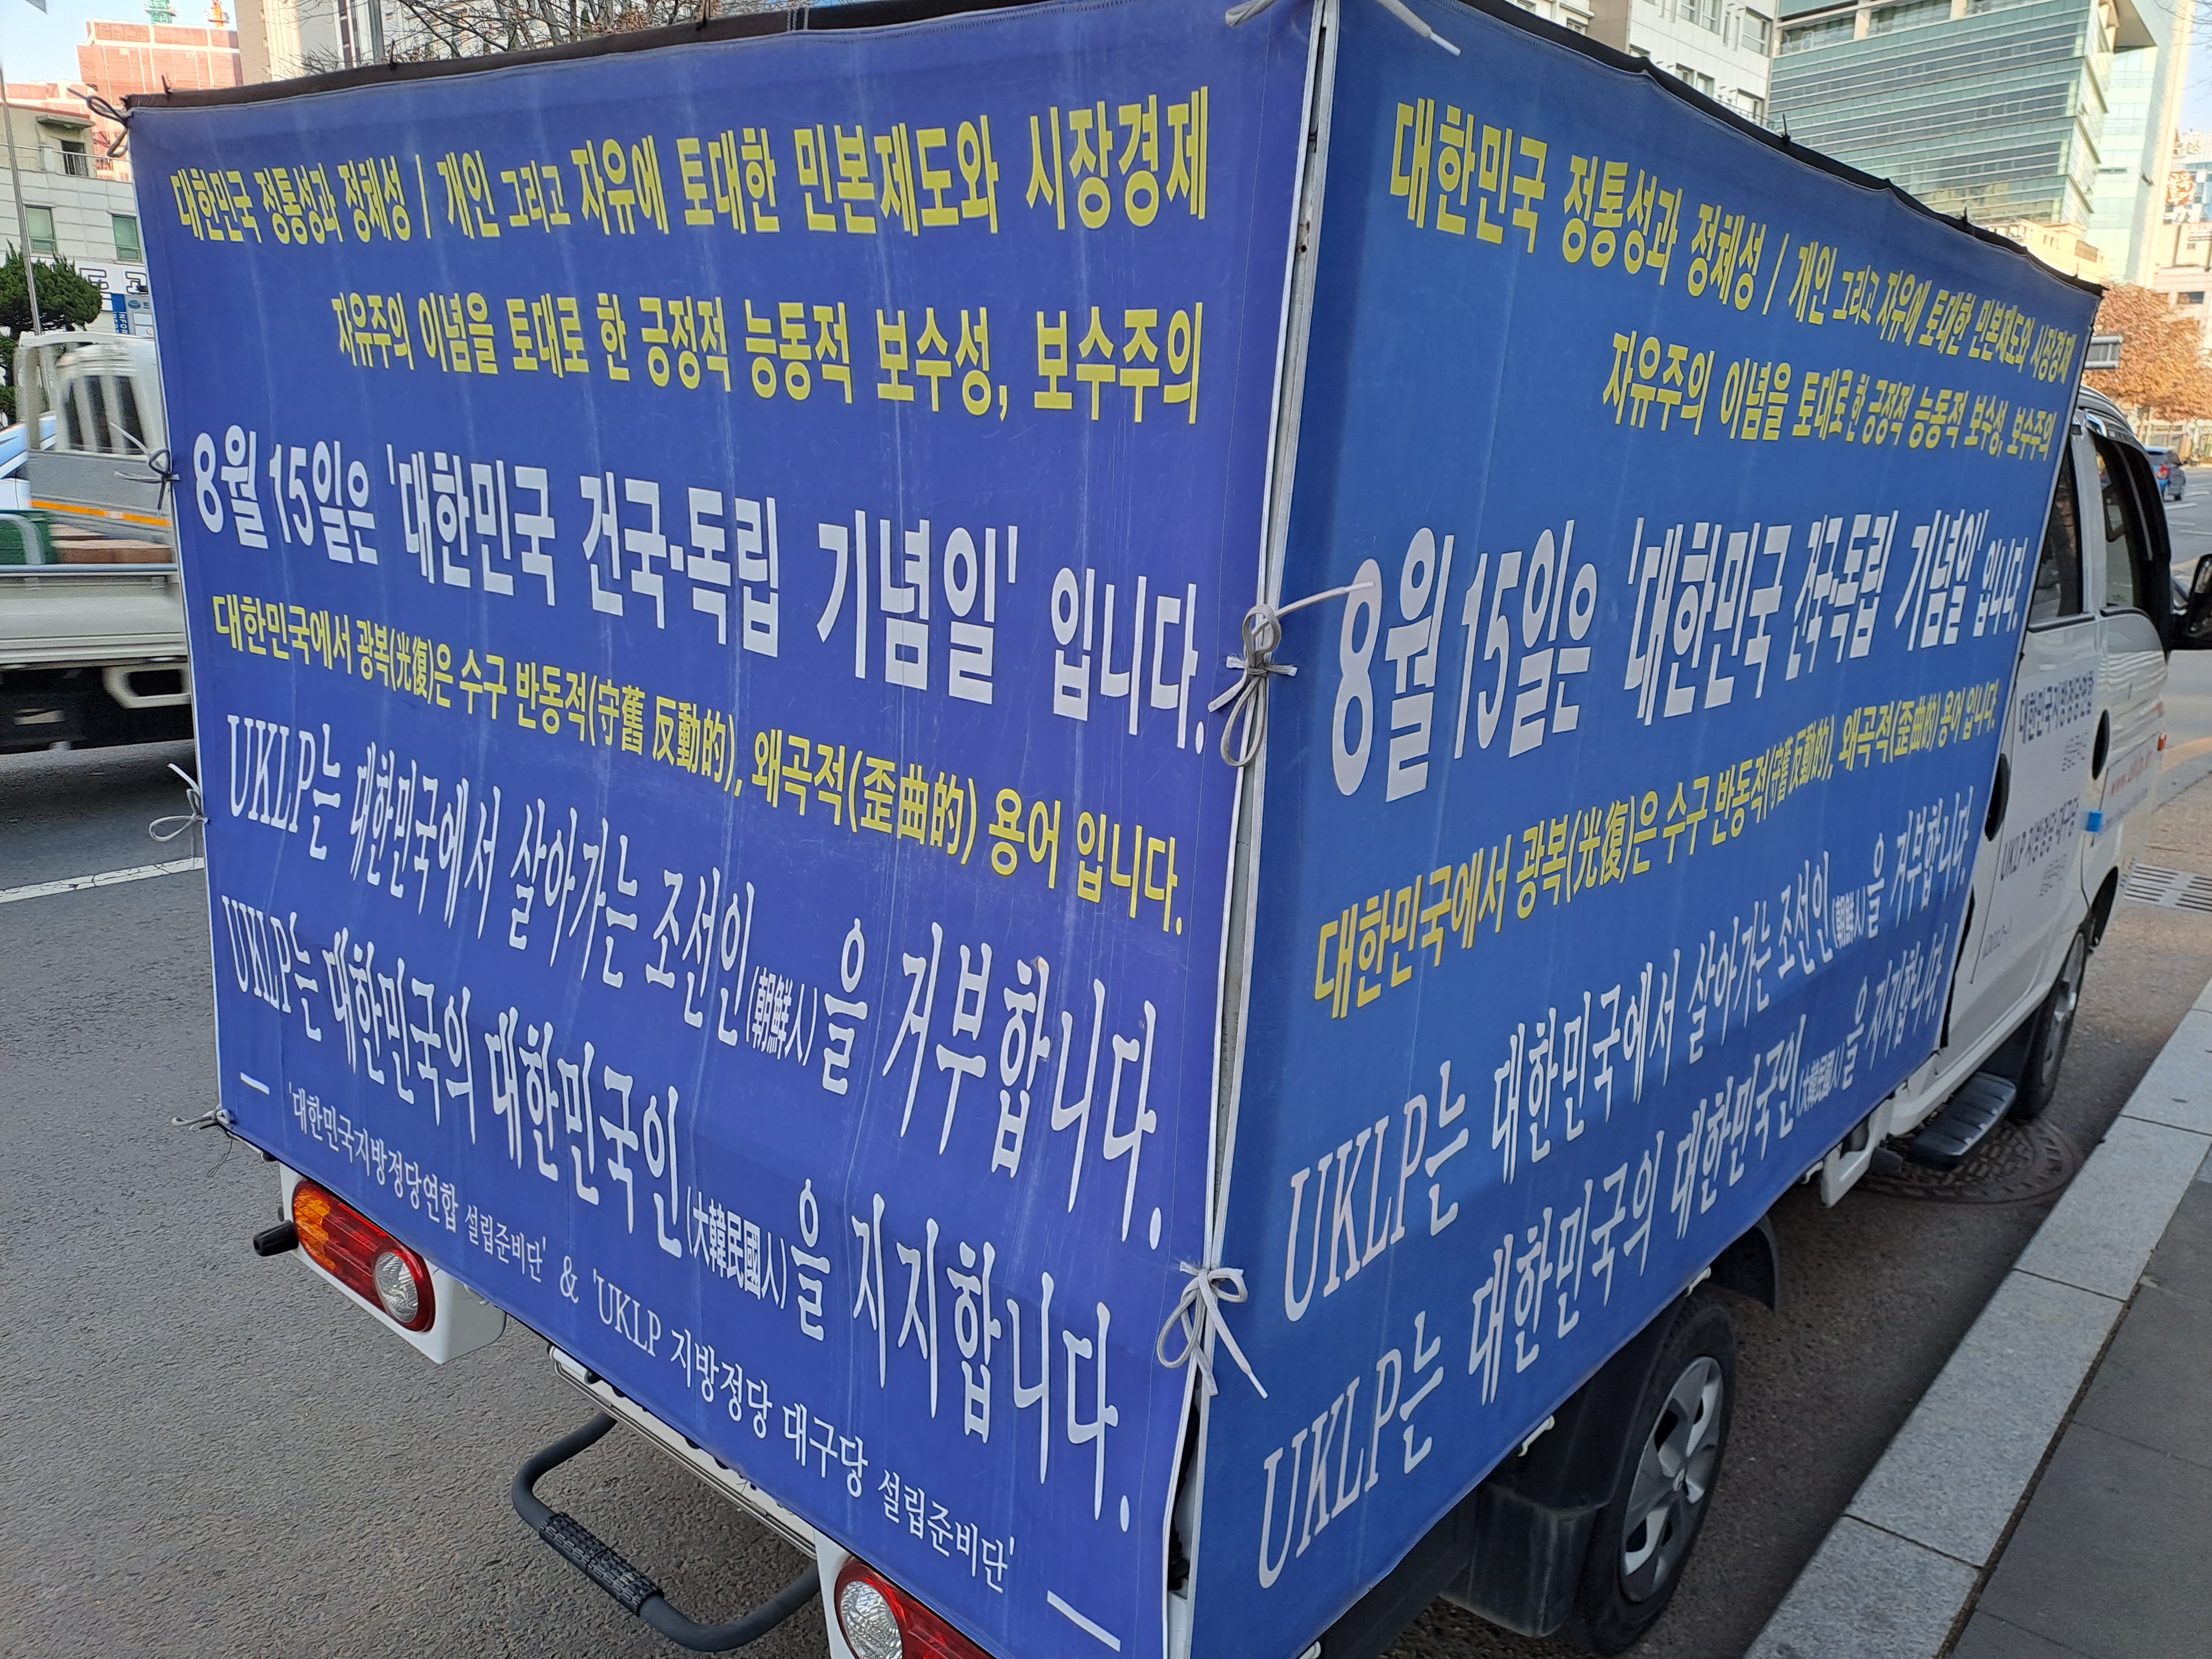 대한민국 정통성과 정체성 / 개인 그리고 자유에 토대한 민본제도와 시장경제
자유주의 이념을 토대로 한 긍정적 능동적 보수성, 보수주의
8월 15일은 '대한민국 건국·독립 기념일' 입니다.
대한민국에서 광복(光復)은 수구 반동적(守舊 反動的), 왜곡적(歪曲的) 용어 입니다.
UKLP는 대한민국에서 살아가는 조선인(朝鮮人)을 거부합니다.
UKLP는 대한민국의 대한민국인(大韓民國人)을 지지합니다.
— '대한민국지방정당연합 설립준비단' & 'UKLP 지방정당 대구당 설립준비단' —
대한민국 정통성과 정체성 / 개인 그리고 자유에 토대한 민본제도와 시장경제
자유주의 이념을 토대로 한 긍정적 능동적 보수성, 보수주의
8월 15일은 '대한민국 건국·독립 기념일' 입니다.
대한민국에서 광복(光復)은 수구 반동적(守舊 反動的), 왜곡적(歪曲的) 용어 입니다.
UKLP는 대한민국에서 살아가는 조선인(朝鮮人)을 거부합니다.
UKLP는 대한민국의 대한민국인(大韓民國人)을 지지합니다.
대한민국지방정당연합
UKLP 지방정당 대구당